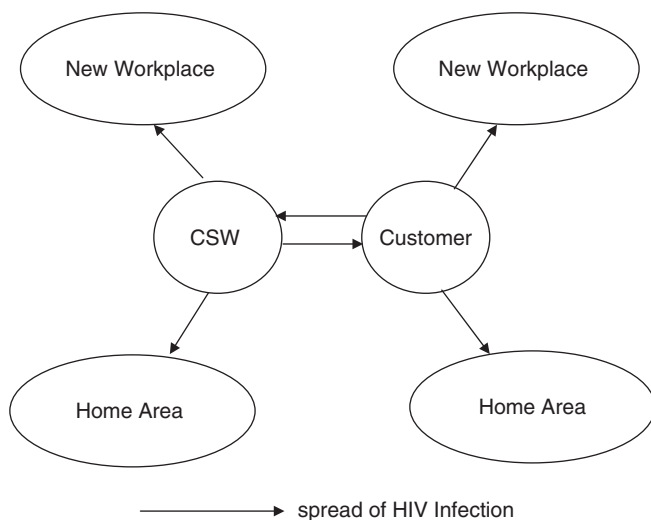 New Workplace
New Workplace
CSW
Customer
Home Area
Home Area
spread of HIV Infection